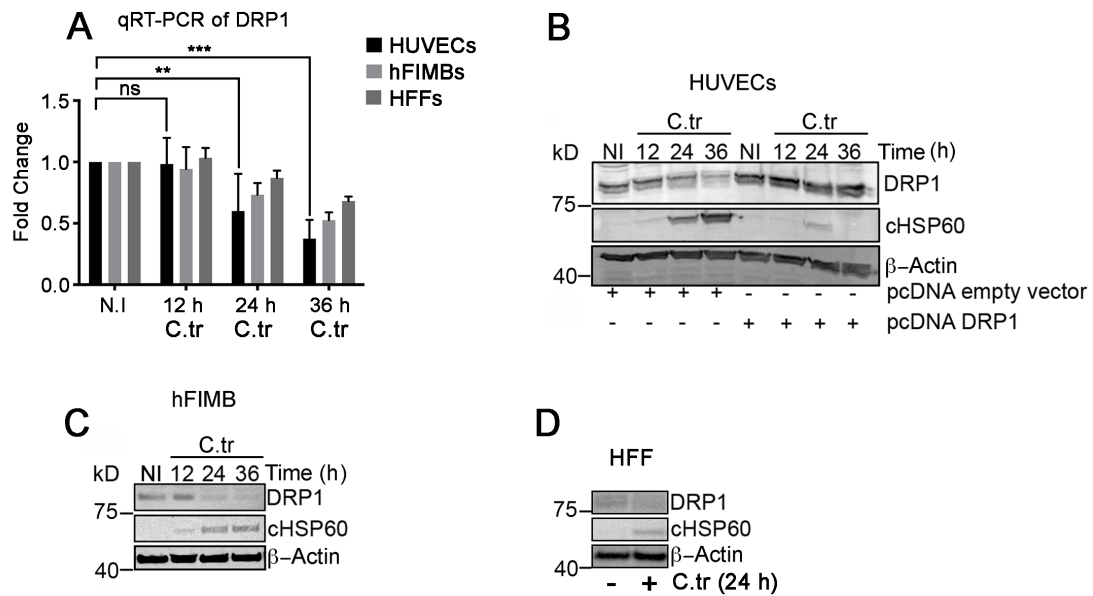 A
qRT-PCR of DRP1
***
**
ns
HUVECs
hFIMBs
HFFs
Fold Change
1.5
1.0
0.5
0.0
N.I 12 h 24 h 36 h
C.tr C.tr C.tr
B
HUVECs
C.tr C.tr
kD NI 12 24 36 NI 12 24 36 Time (h)
DRP1
75
cHSP60
40
β–Actin
+ + + + - - - - pcDNA empty vector
- - - - + + + + pcDNA DRP1
C
hFIMB
C.tr
kD NI 12 24 36 Time (h)
DRP1
75
cHSP60
β–Actin
40
D
HFF
75
DRP1
cHSP60
β–Actin
40
- + C.tr (24 h)